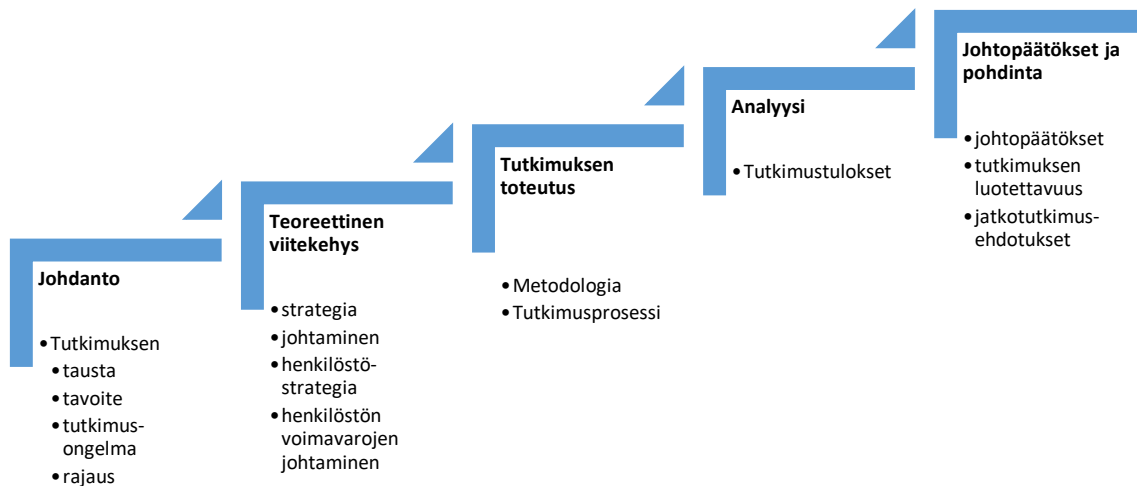 Johdanto
•Tutkimuksen
•tausta
•tavoite
•tutkimus-
ongelma
•rajaus
Teoreettinen
viitekehys
•strategia
•johtaminen
•henkilöstö-
strategia
•henkilöstön
voimavarojen
johtaminen
Tutkimuksen
toteutus
•Metodologia
•Tutkimusprosessi
Analyysi
•Tutkimustulokset
Johtopäätökset ja
pohdinta
•johtopäätökset
•tutkimuksen
luotettavuus
•jatkotutkimus-
ehdotukset